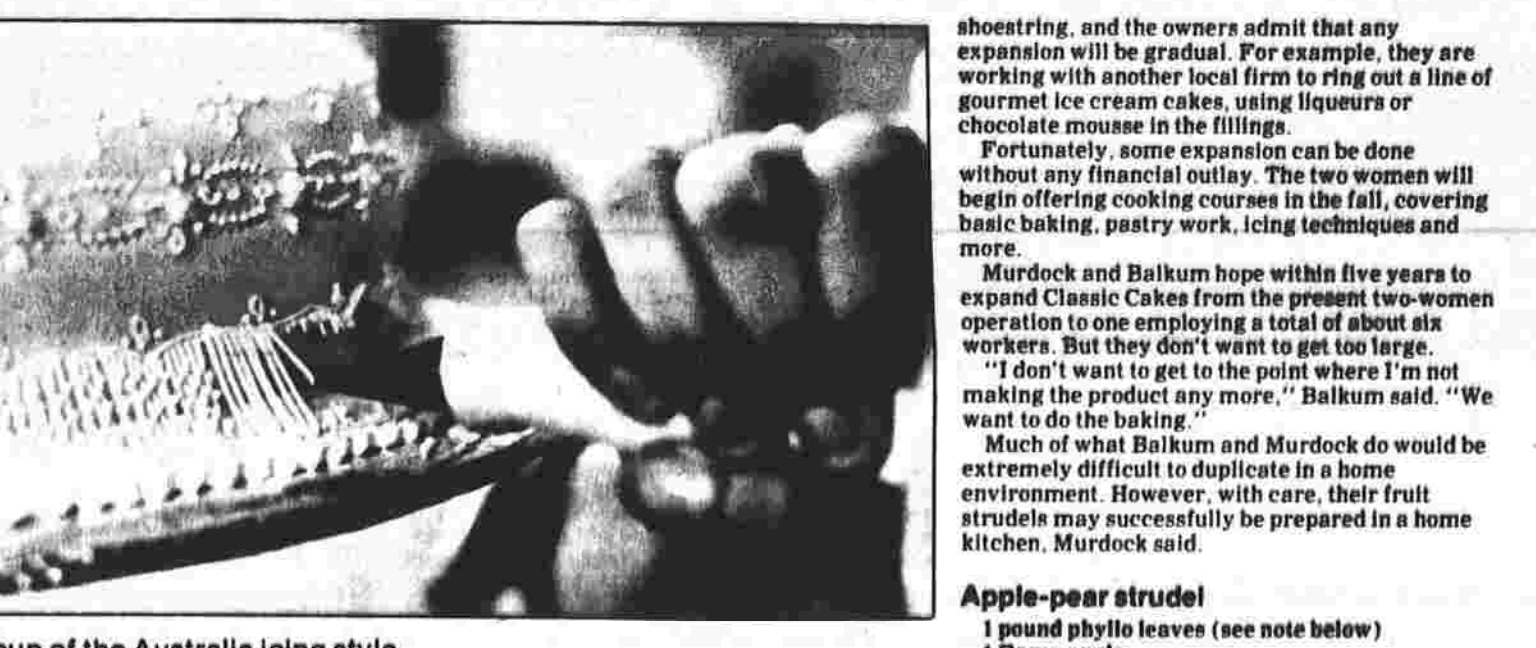 shoestring, and the owners admit that any
expansion will be gradual. For example, they are
working with another local firm to ring out a line of
gourmet ice cream cakes, using liqueurs or
chocolate mousse in the fillings.
Fortunately, some expansion can be done
without any financial outlay. The two women will
begin offering cooking courses in the fall, covering
basic baking, pastry work, icing techniques and
more.
Murdock and Balkum hope within five years to
expand Classic Cakes from the present two-women
operation to one employing a total of about six
workers. But they don't want to get too large.
"I don't want to get to the point where I'm not
making the product any more," Balkum said. "We
want to do the baking."
Much of what Balkum and Murdock do would be
extremely difficult to duplicate in a home
environment. However, with care, their fruit
strudels may successfully be prepared in a home
kitchen, Murdock said.
Apple-pear strudel
1 pound phyllo leaves (see note below)
of the Australia icing style